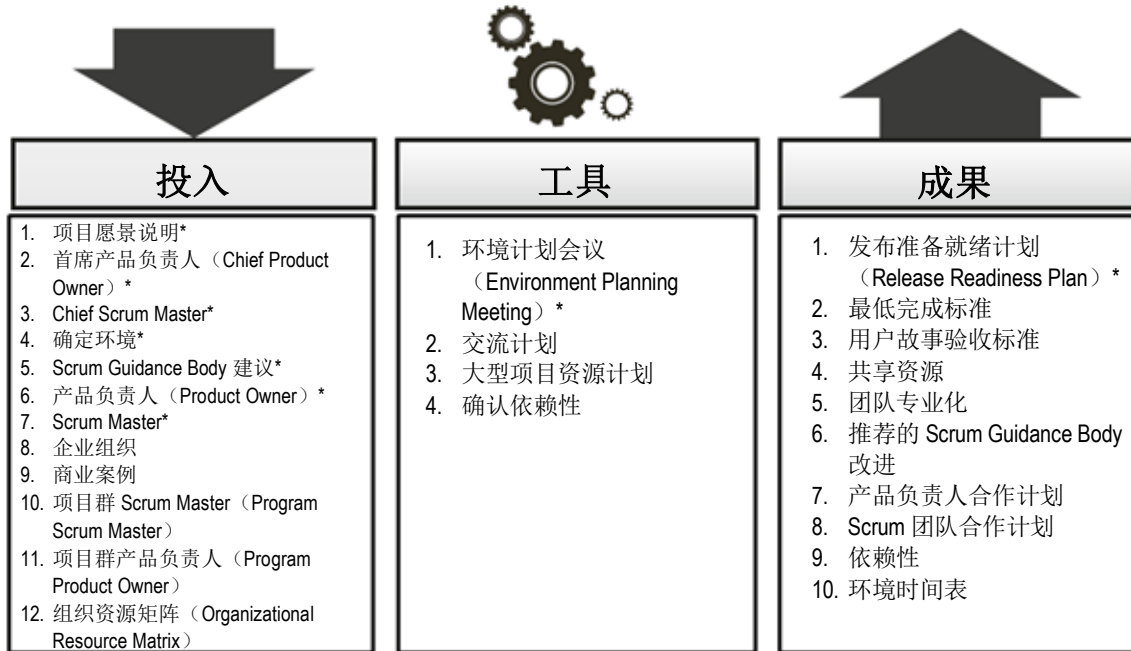 投入
1. 项目愿景说明*
2. 首席产品负责人（Chief Product
Owner）*
3. Chief Scrum Master*
4. 确定环境*
5. Scrum Guidance Body 建议*
6. 产品负责人（Product Owner）*
7. Scrum Master*
8. 企业组织
9. 商业案例
10. 项目群 Scrum Master（Program
Scrum Master）
11. 项目群产品负责人（Program
Product Owner）
12. 组织资源矩阵（Organizational
Resource Matrix）
工具
1. 环境计划会议
（Environment Planning
Meeting）*
2. 交流计划
3. 大型项目资源计划
4. 确认依赖性
成果
1. 发布准备就绪计划
（Release Readiness Plan）*
2. 最低完成标准
3. 用户故事验收标准
4. 共享资源
5. 团队专业化
6. 推荐的 Scrum Guidance Body
改进
7. 产品负责人合作计划
8. Scrum 团队合作计划
9. 依赖性
10. 环境时间表